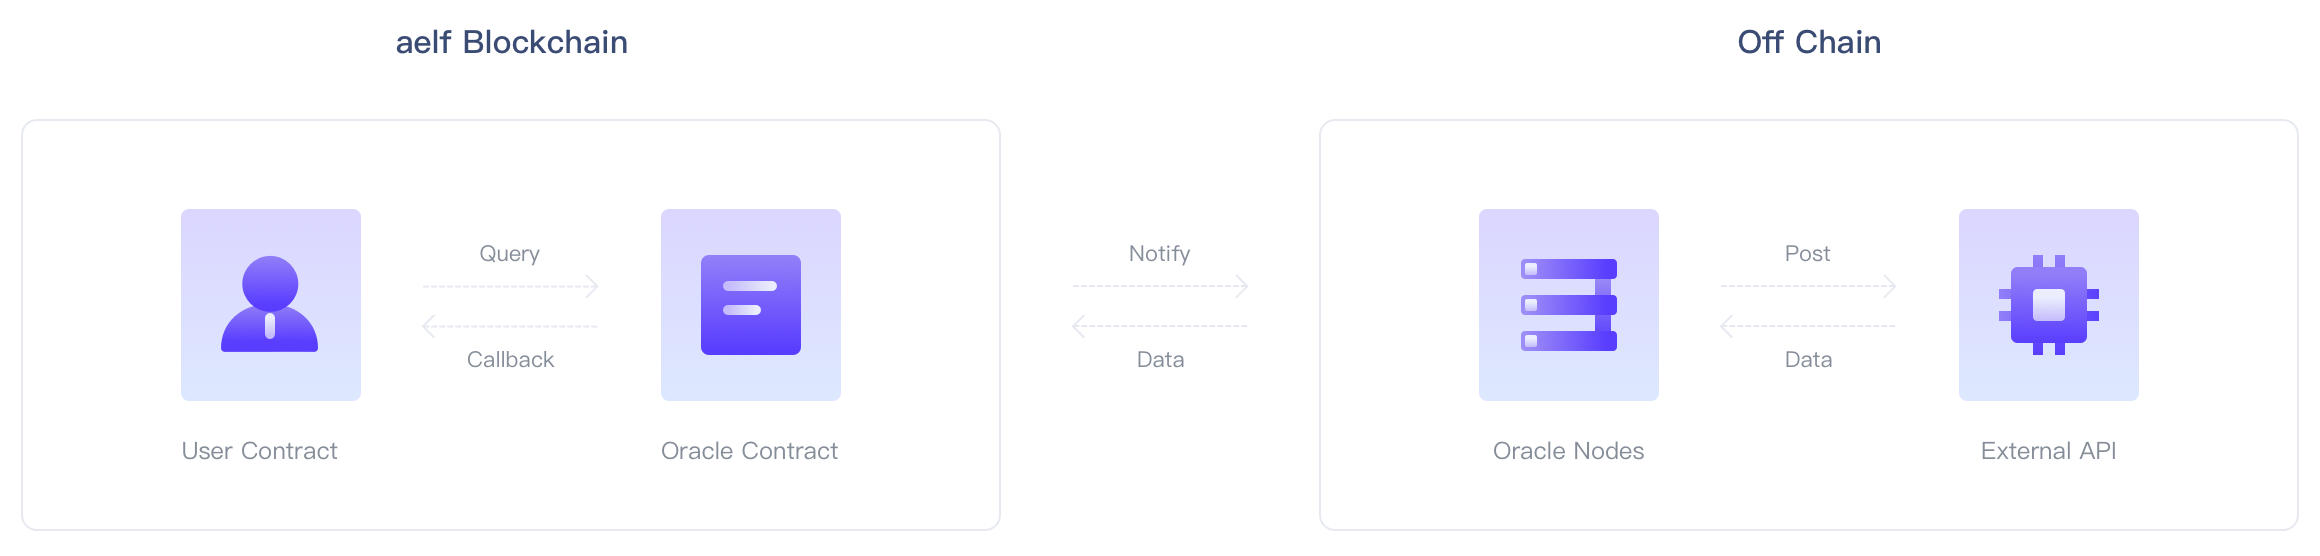 aelf Blockchain
Off Chain
Query
Callback
User Contract
Oracle Contract
Notify
Data
Post
Data
Oracle Nodes
External API